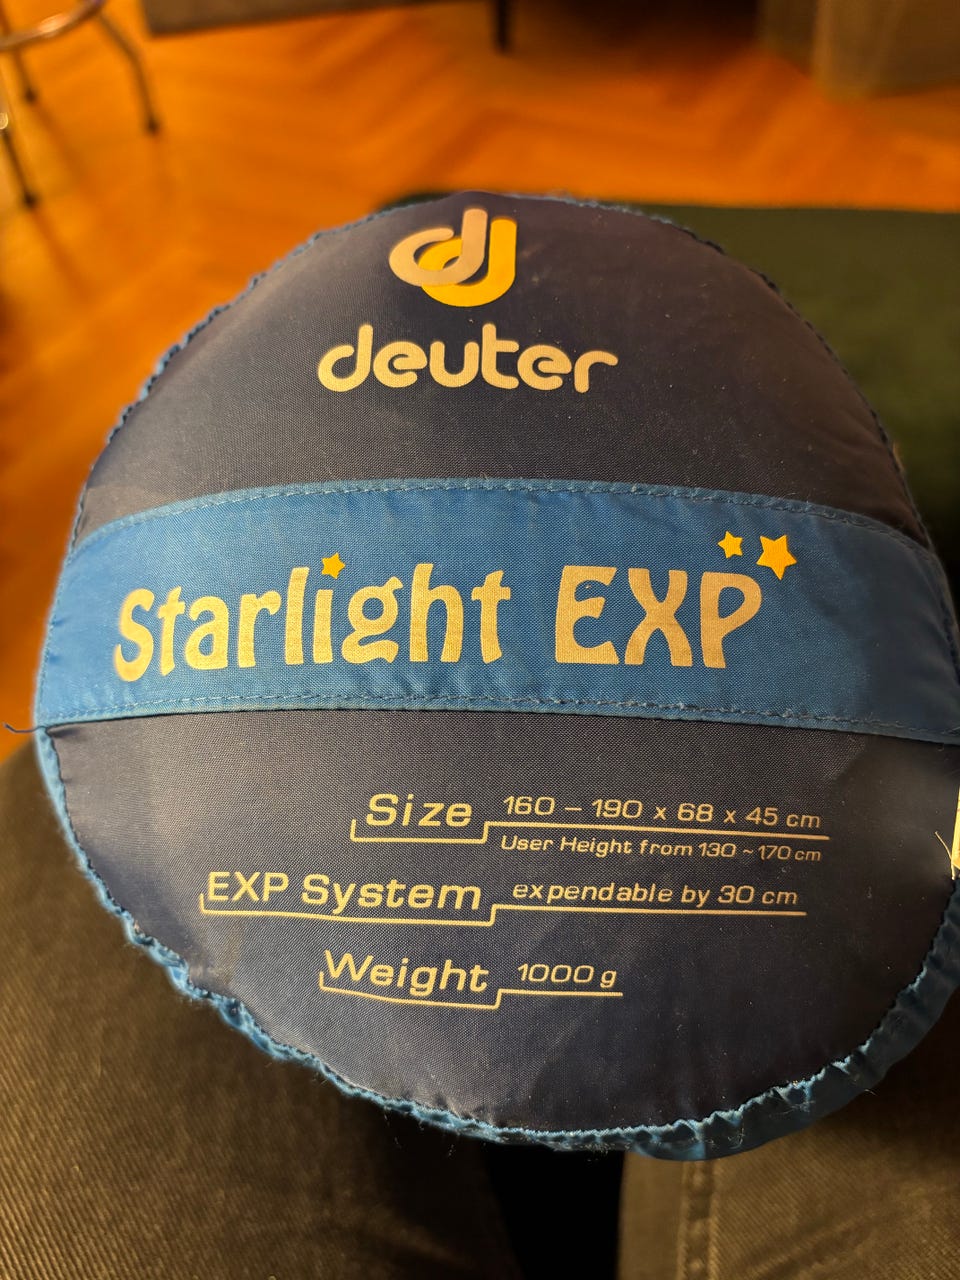 deuter
Starlight EXP
Size 160 – 190 x 68 x 45 cm
User Height from 130 ~ 170 cm
EXP System expendable by 30 cm
Weight 1000 g